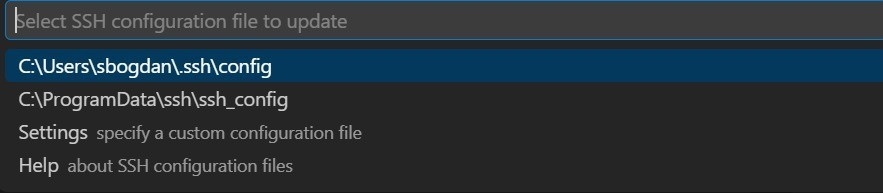 Select SSH configuration file to update
C:\Users\sbogdan\.ssh\config
C:\ProgramData\ssh\ssh_config
Settings specify a custom configuration file
Help about SSH configuration files